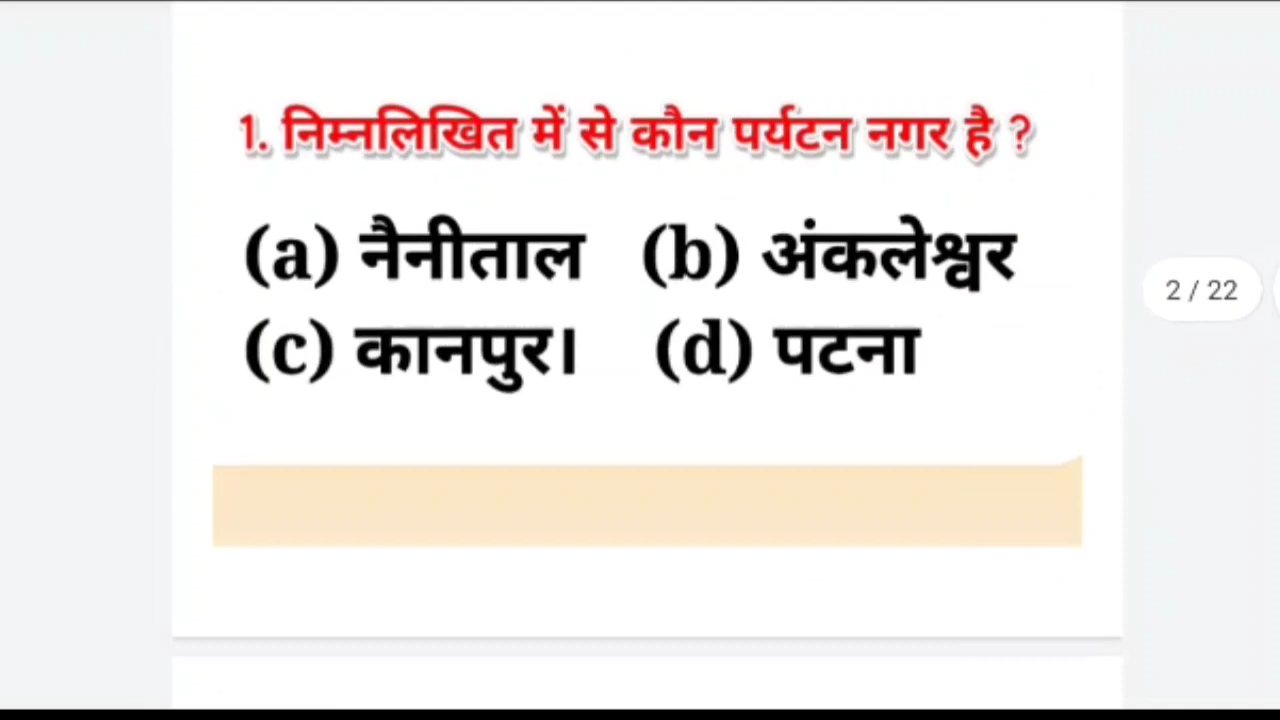 1. निम्नलिखित में से कौन पर्यटन नगर है ?
(a) नैनीताल (b) अंकलेश्वर
(c) कानपुर। (d) पटना
2 / 22